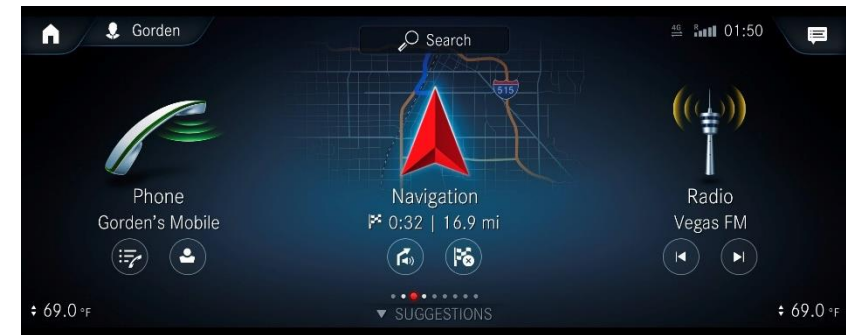 Gorden
Search
4G R 01:50
515
Phone
Gorden's Mobile
Navigation
0:32 | 16.9 mi
Radio
Vegas FM
69.0 °F
SUGGESTIONS
69.0 °F